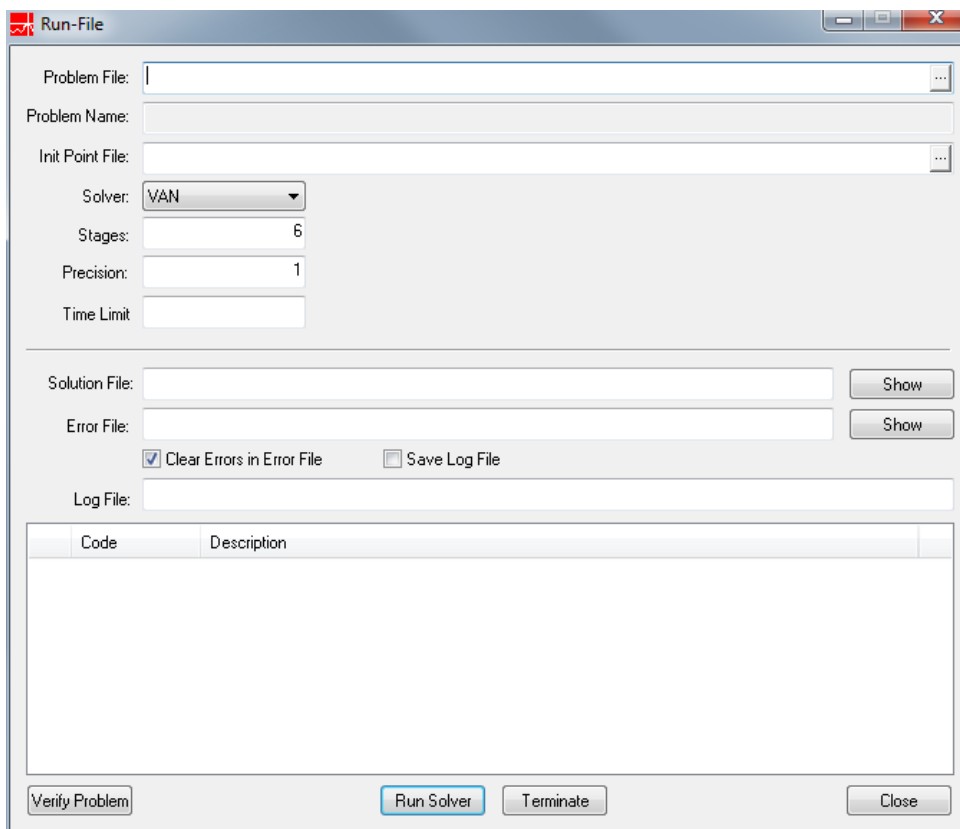 Run-File
Problem File:
...
Problem Name:
Init Point File:
...
Solver: VAN
Stages: 6
Precision: 1
Time Limit
Solution File: Show
Error File: Show
Clear Errors in Error File Save Log File
Log File:
Code Description
Verify Problem Run Solver Terminate Close